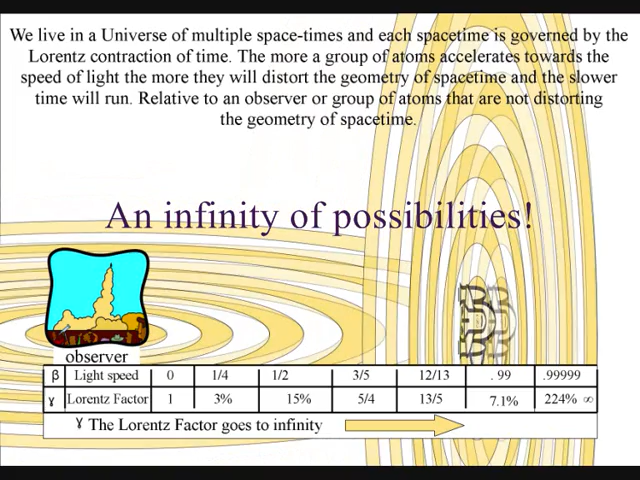 We live in a Universe of multiple space-times and each spacetime is governed by the
Lorentz contraction of time. The more a group of atoms accelerates towards the
speed of light the more they will distort the geometry of spacetime and the slower
time will run. Relative to an observer or group of atoms that are not distorting
the geometry of spacetime.
An infinity of possibilities!
observer
β Light speed 0 1/4 1/2 3/5 12/13 . 99 .99999
ɣ Lorentz Factor 1 3% 15% 5/4 13/5 7.1% 224% ∞
ɣ The Lorentz Factor goes to infinity